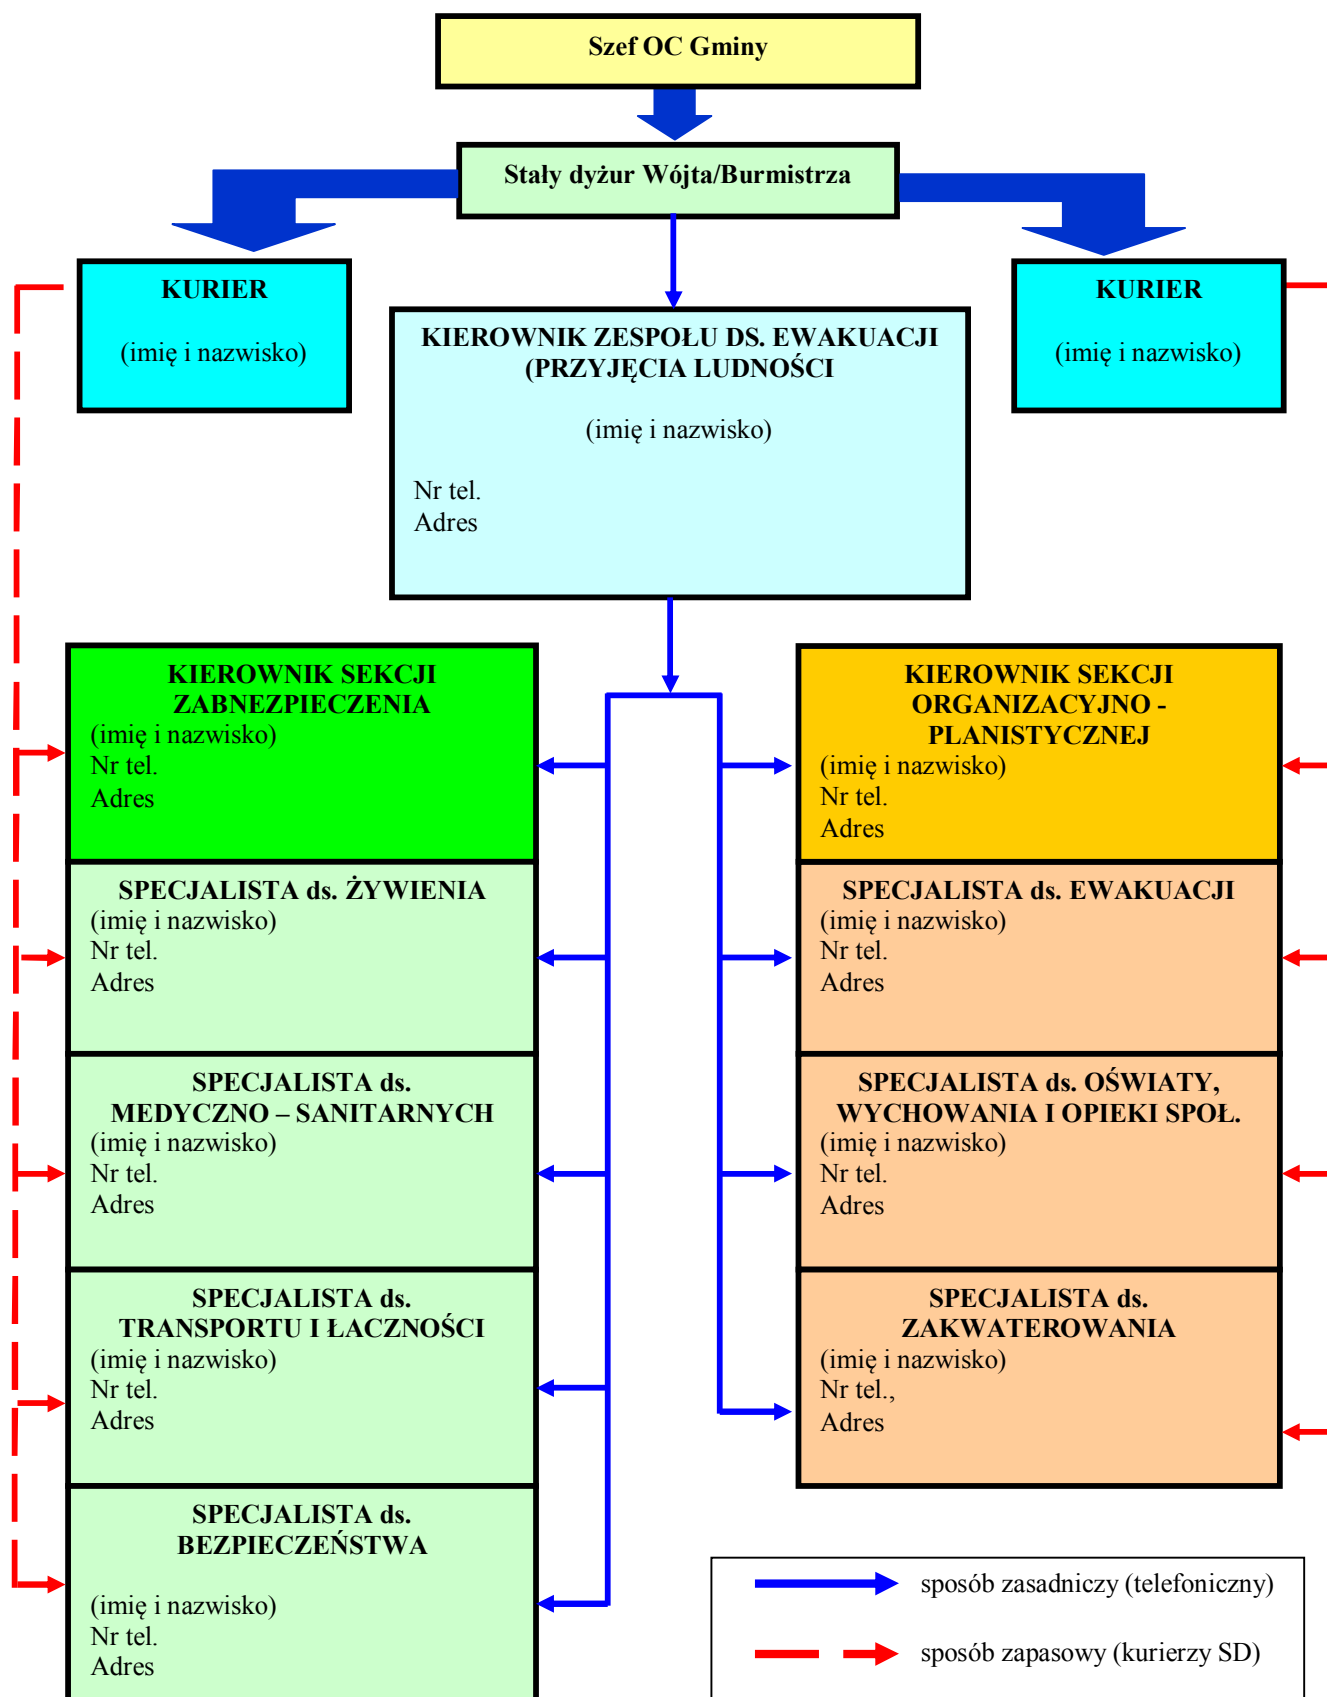 Szef OC Gminy
Stały dyżur Wójta/Burmistrza
KURIER
(imię i nazwisko)
KURIER
(imię i nazwisko)
KIEROWNIK ZESPOŁU DS. EWAKUACJI
(PRZYJĘCIA LUDNOŚCI
(imię i nazwisko)
Nr tel.
Adres
KIEROWNIK SEKCJI
ZABNEZPIECZENIA
(imię i nazwisko)
Nr tel.
Adres
SPECJALISTA ds. ŻYWIENIA
(imię i nazwisko)
Nr tel.
Adres
SPECJALISTA ds.
MEDYCZNO – SANITARNYCH
(imię i nazwisko)
Nr tel.
Adres
SPECJALISTA ds.
TRANSPORTU I ŁACZNOŚCI
(imię i nazwisko)
Nr tel.
Adres
SPECJALISTA ds.
BEZPIECZEŃSTWA
(imię i nazwisko)
Nr tel.
Adres
KIEROWNIK SEKCJI
ORGANIZACYJNO -
PLANISTYCZNEJ
(imię i nazwisko)
Nr tel.
Adres
SPECJALISTA ds. EWAKUACJI
(imię i nazwisko)
Nr tel.
Adres
SPECJALISTA ds. OŚWIATY,
WYCHOWANIA I OPIEKI SPOŁ.
(imię i nazwisko)
Nr tel.
Adres
SPECJALISTA ds.
ZAKWATEROWANIA
(imię i nazwisko)
Nr tel.,
Adres
sposób zasadniczy (telefoniczny)
sposób zapasowy (kurierzy SD)